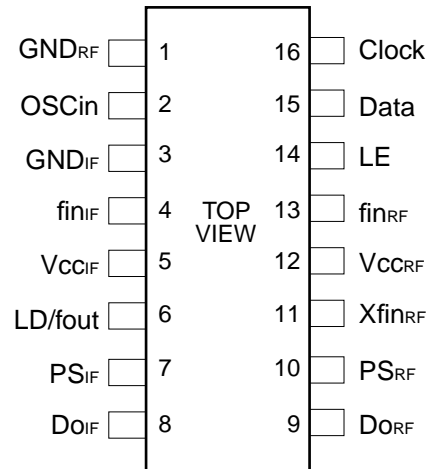 GNDRF 1 16 Clock
OSCin 2 15 Data
GNDIF 3 14 LE
finIF 4 TOP 13 finRF
VIEW
VccIF 5 12 VccRF
LD/fout 6 11 XfinRF
PSIF 7 10 PSRF
DoIF 8 9 DoRF